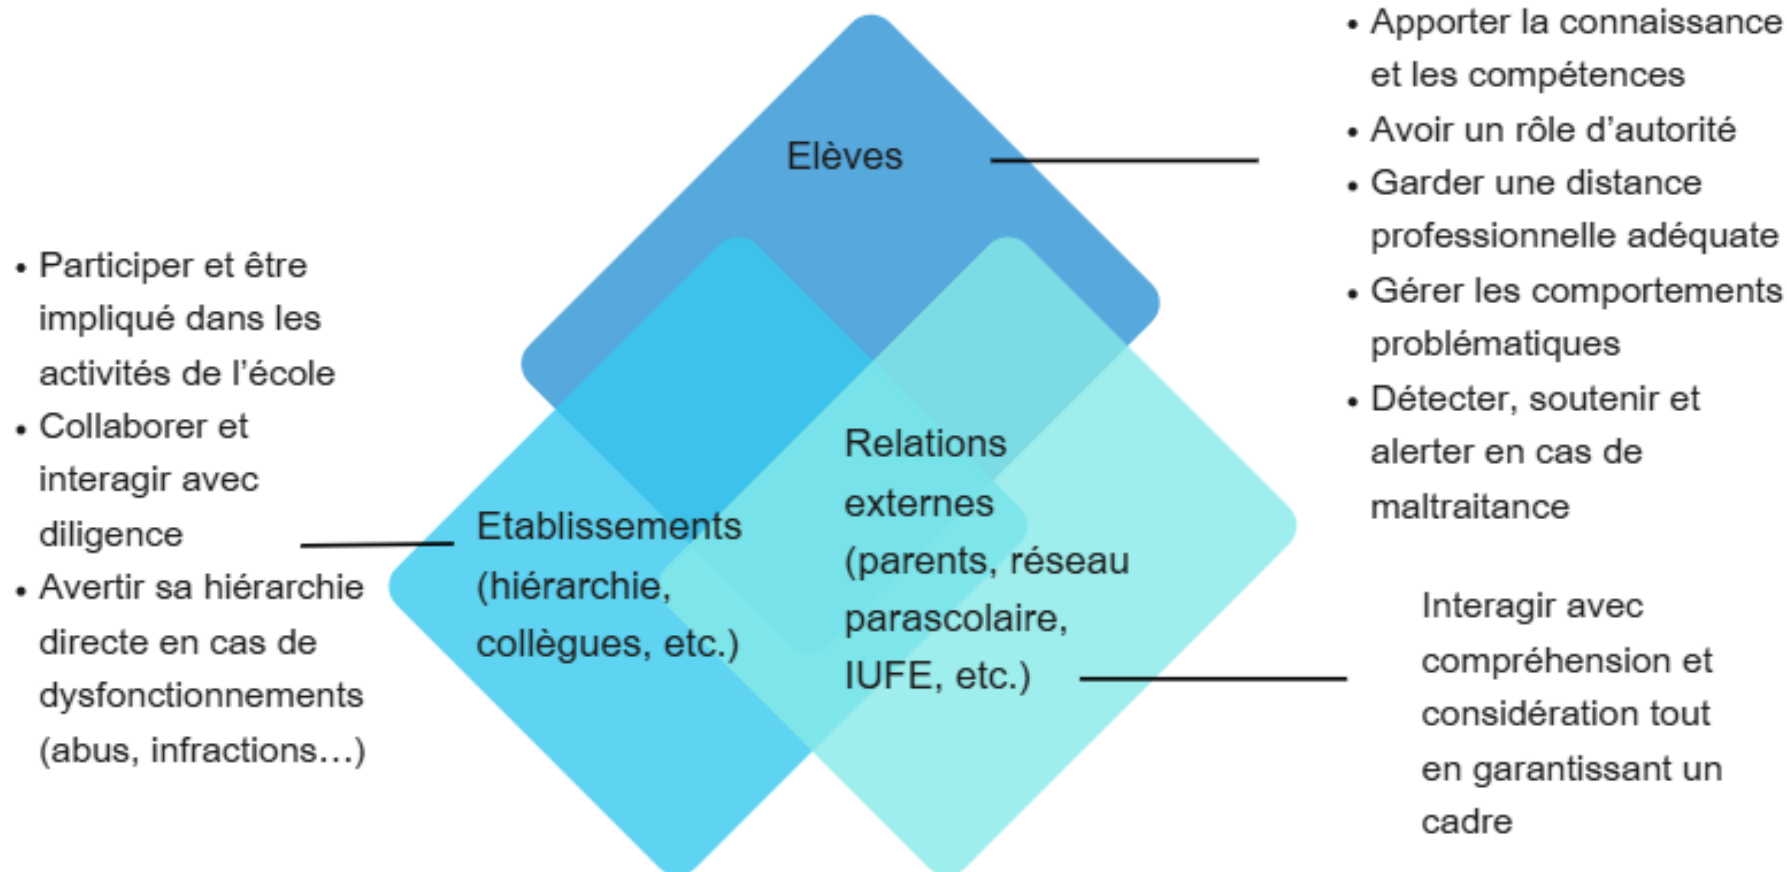 Elèves
• Apporter la connaissance
et les compétences
• Avoir un rôle d’autorité
• Garder une distance
professionnelle adéquate
• Gérer les comportements
problématiques
• Détecter, soutenir et
alerter en cas de
maltraitance
• Participer et être
impliqué dans les
activités de l’école
• Collaborer et
interagir avec
diligence
• Avertir sa hiérarchie
directe en cas de
dysfonctionnements
(abus, infractions…)
Etablissements
(hiérarchie,
collègues, etc.)
Relations
externes
(parents, réseau
parascolaire,
IUFE, etc.)
Interagir avec
compréhension et
considération tout
en garantissant un
cadre